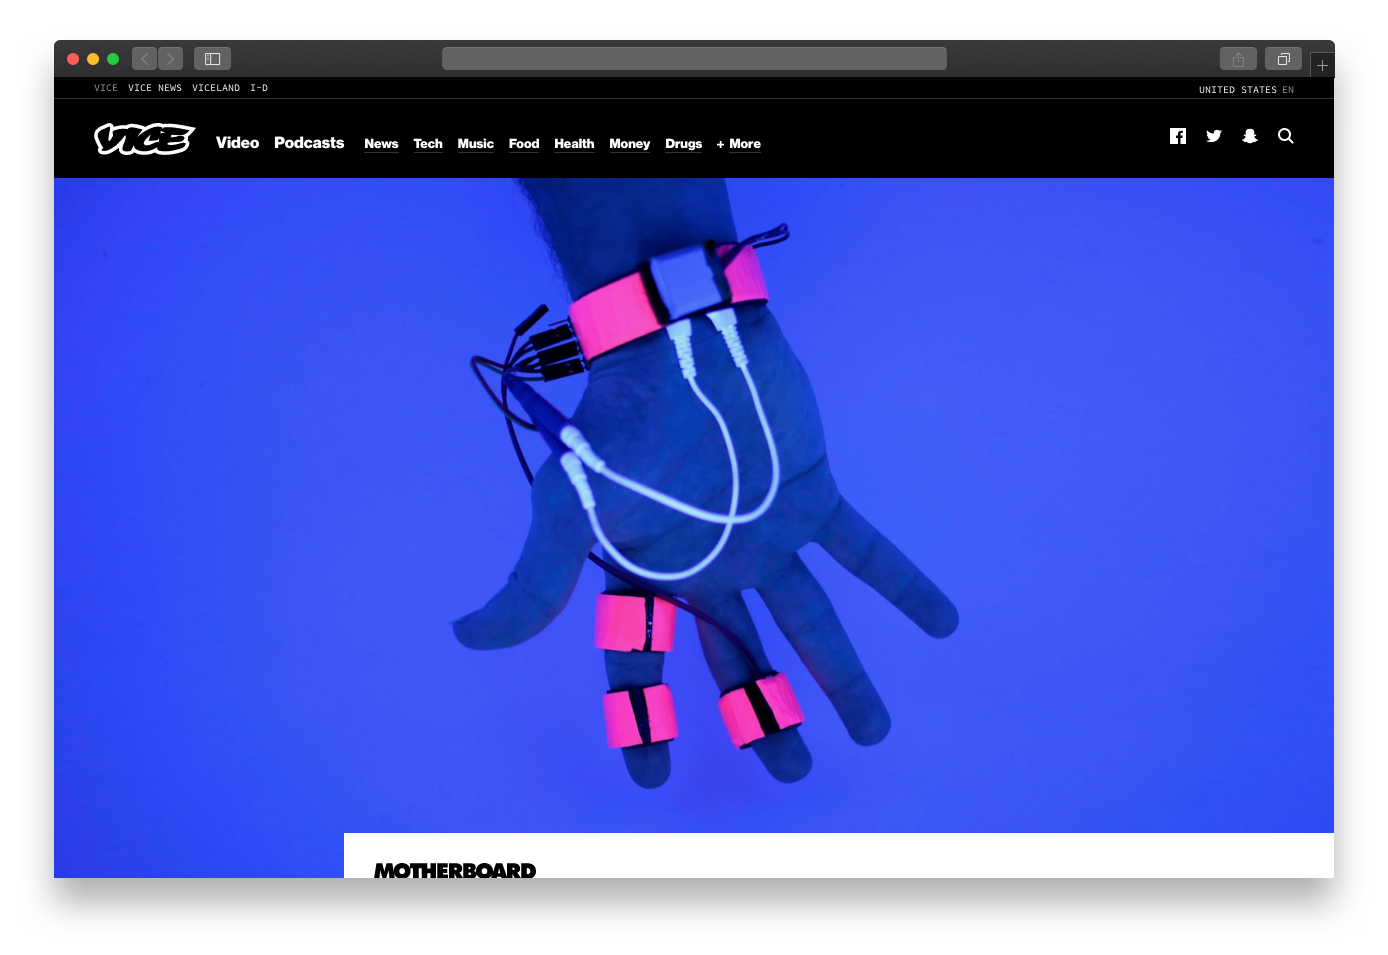 VICE VICE NEWS VICELAND I-D
UNITED STATES EN
VICE Video Podcasts News Tech Music Food Health Money Drugs + More
MOTHERBOARD